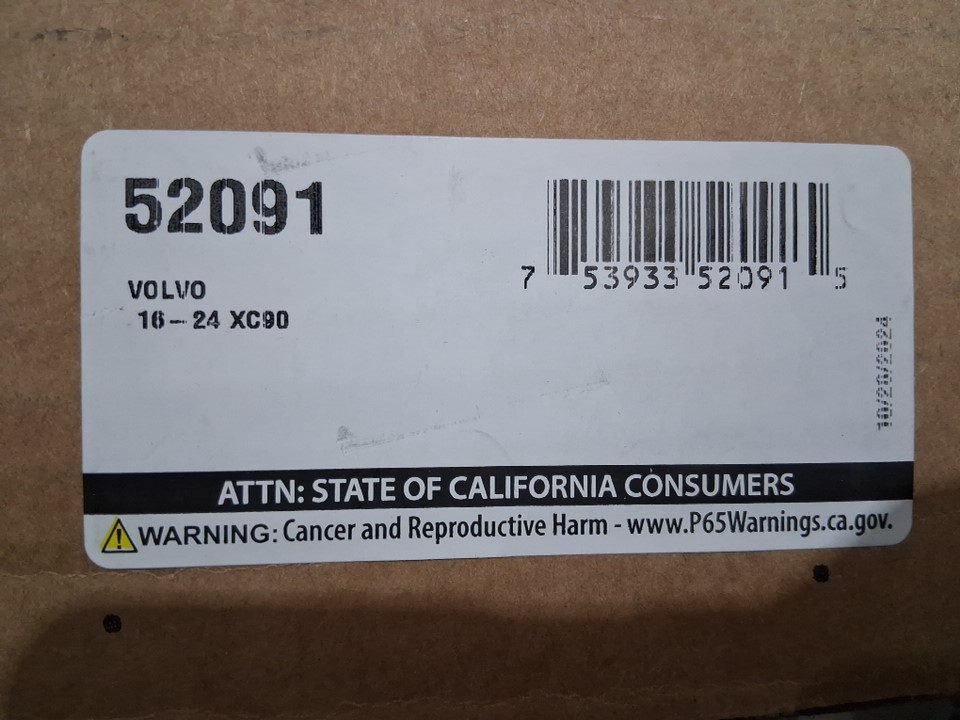 52091
VOLVO
16-24 XC90
7 53933 52091 5
10/28/2024
ATTN: STATE OF CALIFORNIA CONSUMERS
WARNING: Cancer and Reproductive Harm - www.P65Warnings.ca.gov.